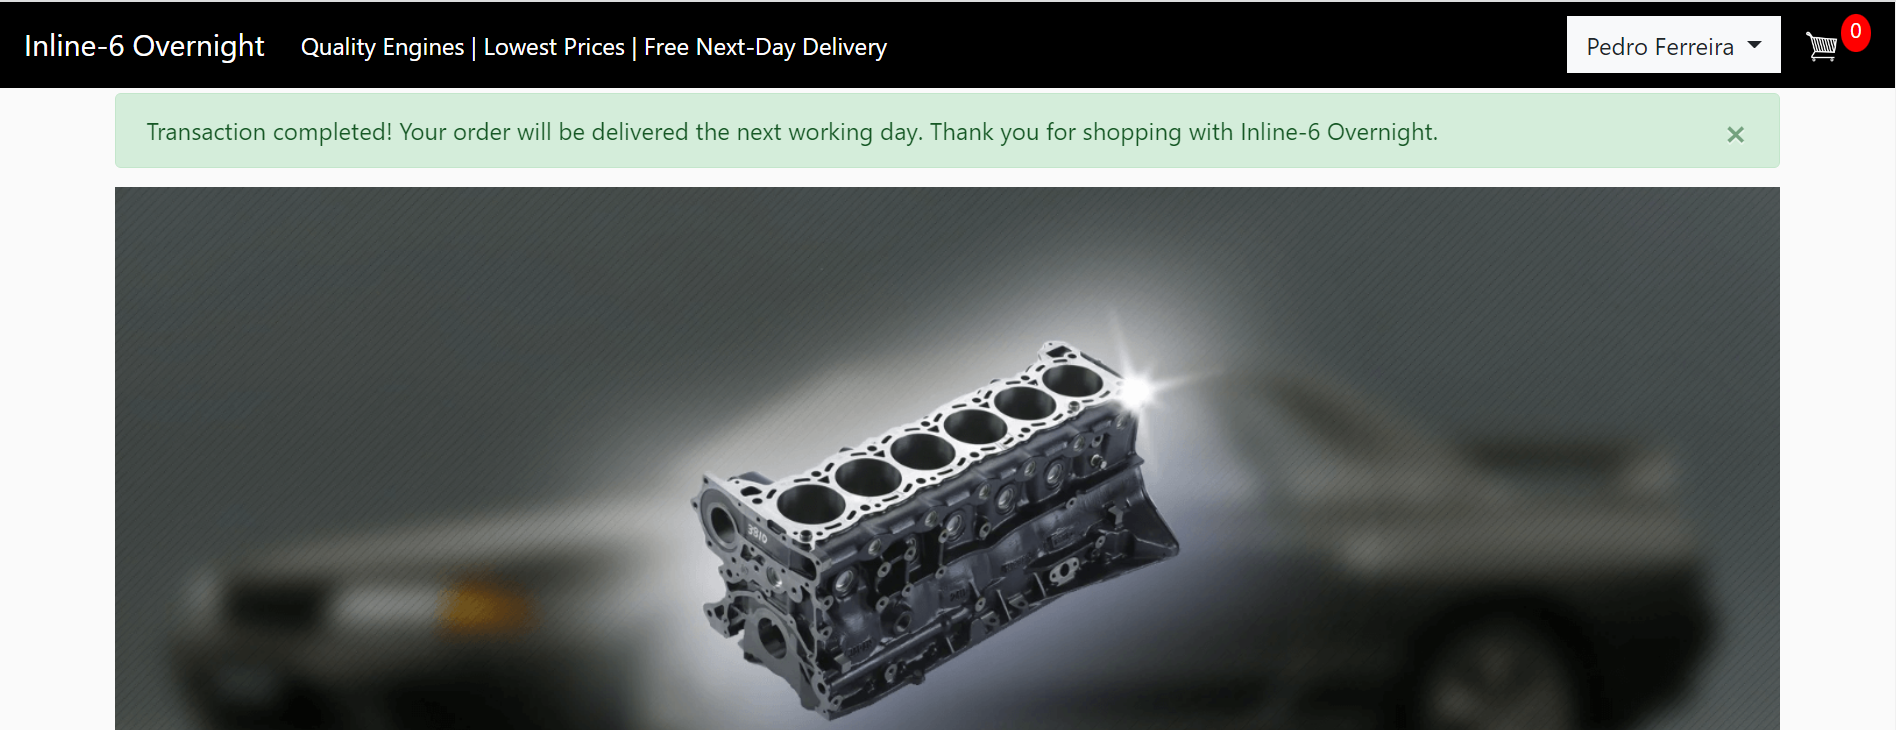 Inline-6 Overnight Quality Engines | Lowest Prices | Free Next-Day Delivery Pedro Ferreira 0
Transaction completed! Your order will be delivered the next working day. Thank you for shopping with Inline-6 Overnight. ×
3810